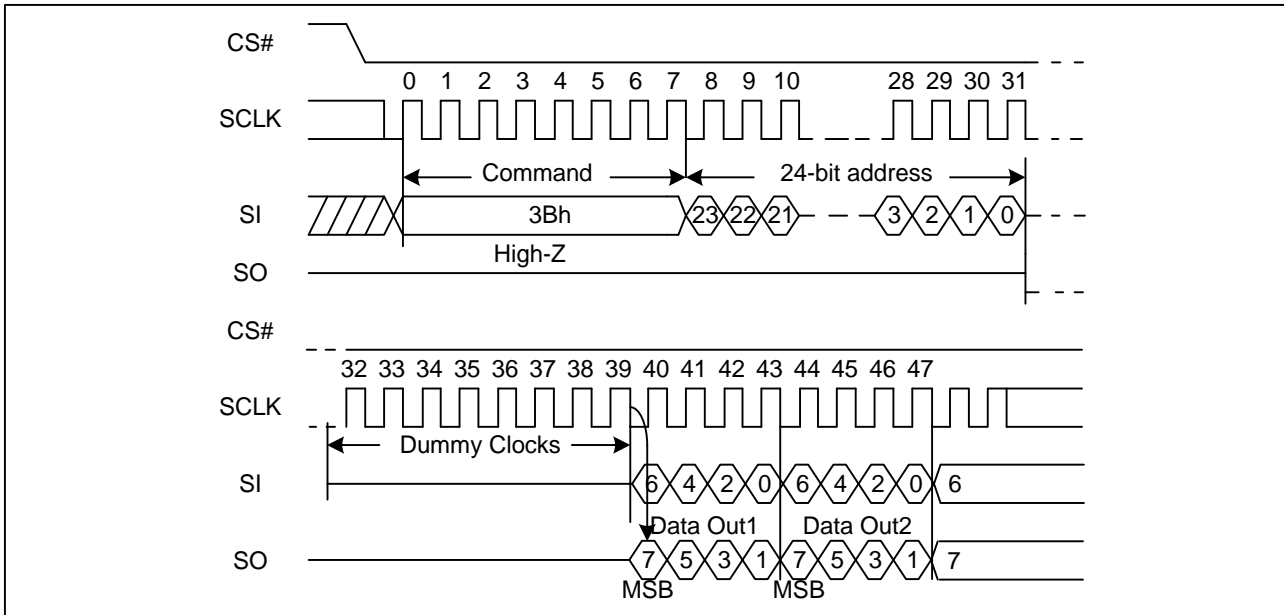 CS#
0 1 2 3 4 5 6 7 8 9 10 28 29 30 31
SCLK
Command 24-bit address
SI 3Bh 23 22 21 3 2 1 0
High-Z
SO
CS#
32 33 34 35 36 37 38 39 40 41 42 43 44 45 46 47
SCLK
Dummy Clocks
SI 6 4 2 0 6 4 2 0 6
Data Out1 Data Out2
SO 7 5 3 1 7 5 3 1 7
MSB MSB